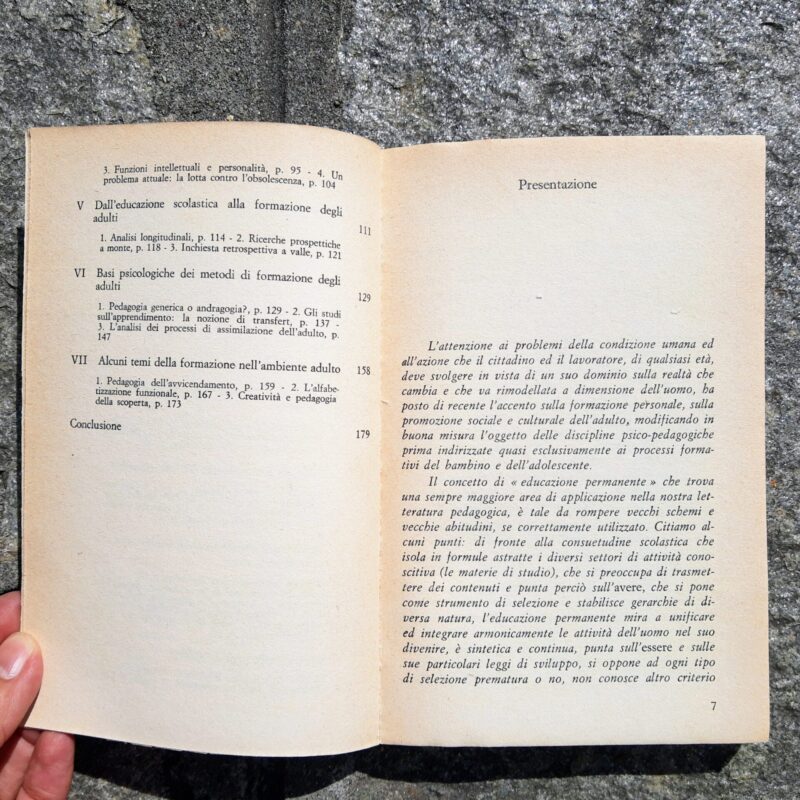 3. Funzioni intellettuali e personalità, p. 95 - 4. Un
problema attuale: la lotta contro l'obsolescenza, p. 104
V Dall'educazione scolastica alla formazione degli
adulti 111
1. Analisi longitudinali, p. 114 - 2. Ricerche prospettiche
a monte, p. 118 - 3. Inchiesta retrospettiva a valle, p. 121
VI Basi psicologiche dei metodi di formazione degli
adulti 129
1. Pedagogia generica o andragogia?, p. 129 - 2. Gli studi
sull'apprendimento: la nozione di transfert, p. 137 -
3. L'analisi dei processi di assimilazione dell'adulto, p.
147
VII Alcuni temi della formazione nell'ambiente adulto 158
1. Pedagogia dell'avvicendamento, p. 159 - 2. L'alfabe-
tizzazione funzionale, p. 167 - 3. Creatività e pedagogia
della scoperta, p. 173
Conclusione 179
Presentazione
L'attenzione ai problemi della condizione umana ed
all'azione che il cittadino ed il lavoratore, di qualsiasi età,
deve svolgere in vista di un suo dominio sulla realtà che
cambia e che va rimodellata a dimensione dell'uomo, ha
posto di recente l'accento sulla formazione personale, sulla
promozione sociale e culturale dell'adulto, modificando in
buona misura l'oggetto delle discipline psico-pedagogiche
prima indirizzate quasi esclusivamente ai processi forma-
tivi del bambino e dell'adolescente.
Il concetto di « educazione permanente » che trova
una sempre maggiore area di applicazione nella nostra let-
teratura pedagogica, è tale da rompere vecchi schemi e
vecchie abitudini, se correttamente utilizzato. Citiamo al-
cuni punti: di fronte alla consuetudine scolastica che
isola in formule astratte i diversi settori di attività cono-
scitiva (le materie di studio), che si preoccupa di trasmet-
tere dei contenuti e punta perciò sull'avere, che si pone
come strumento di selezione e stabilisce gerarchie di di-
versa natura, l'educazione permanente mira a unificare
ed integrare armonicamente le attività dell'uomo nel suo
divenire, è sintetica e continua, punta sull'essere e sulle
sue particolari leggi di sviluppo, si oppone ad ogni tipo
di selezione prematura o no, non conosce altro criterio
7